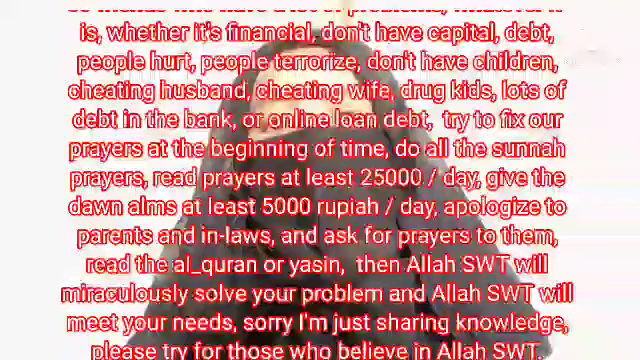 is, whether it's financial, don't have capital, debt,
people hurt, people terrorize, don't have children,
cheating husband, cheating wife, drug kids, lots of
debt in the bank, or online loan debt, try to fix our
prayers at the beginning of time, do all the sunnah
prayers, read prayers at least 25000 / day, give the
dawn alms at least 5000 rupiah / day, apologize to
parents and in-laws, and ask for prayers to them,
read the al_quran or yasin, then Allah SWT will
miraculously solve your problem and Allah SWT will
meet your needs, sorry I'm just sharing knowledge,
please try for those who believe in Allah SWT.